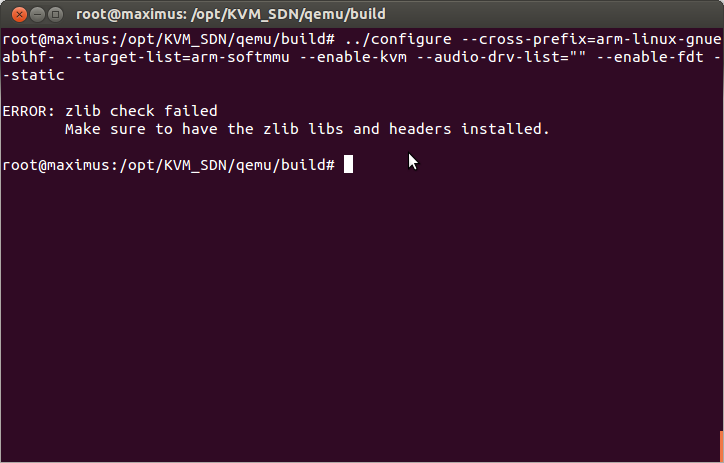 root@maximus: /opt/KVM_SDN/qemu/build
root@maximus:/opt/KVM_SDN/qemu/build# ../configure --cross-prefix=arm-linux-gnue
abihf- --target-list=arm-softmmu --enable-kvm --audio-drv-list="" --enable-fdt -
-static
ERROR: zlib check failed
Make sure to have the zlib libs and headers installed.
root@maximus:/opt/KVM_SDN/qemu/build#